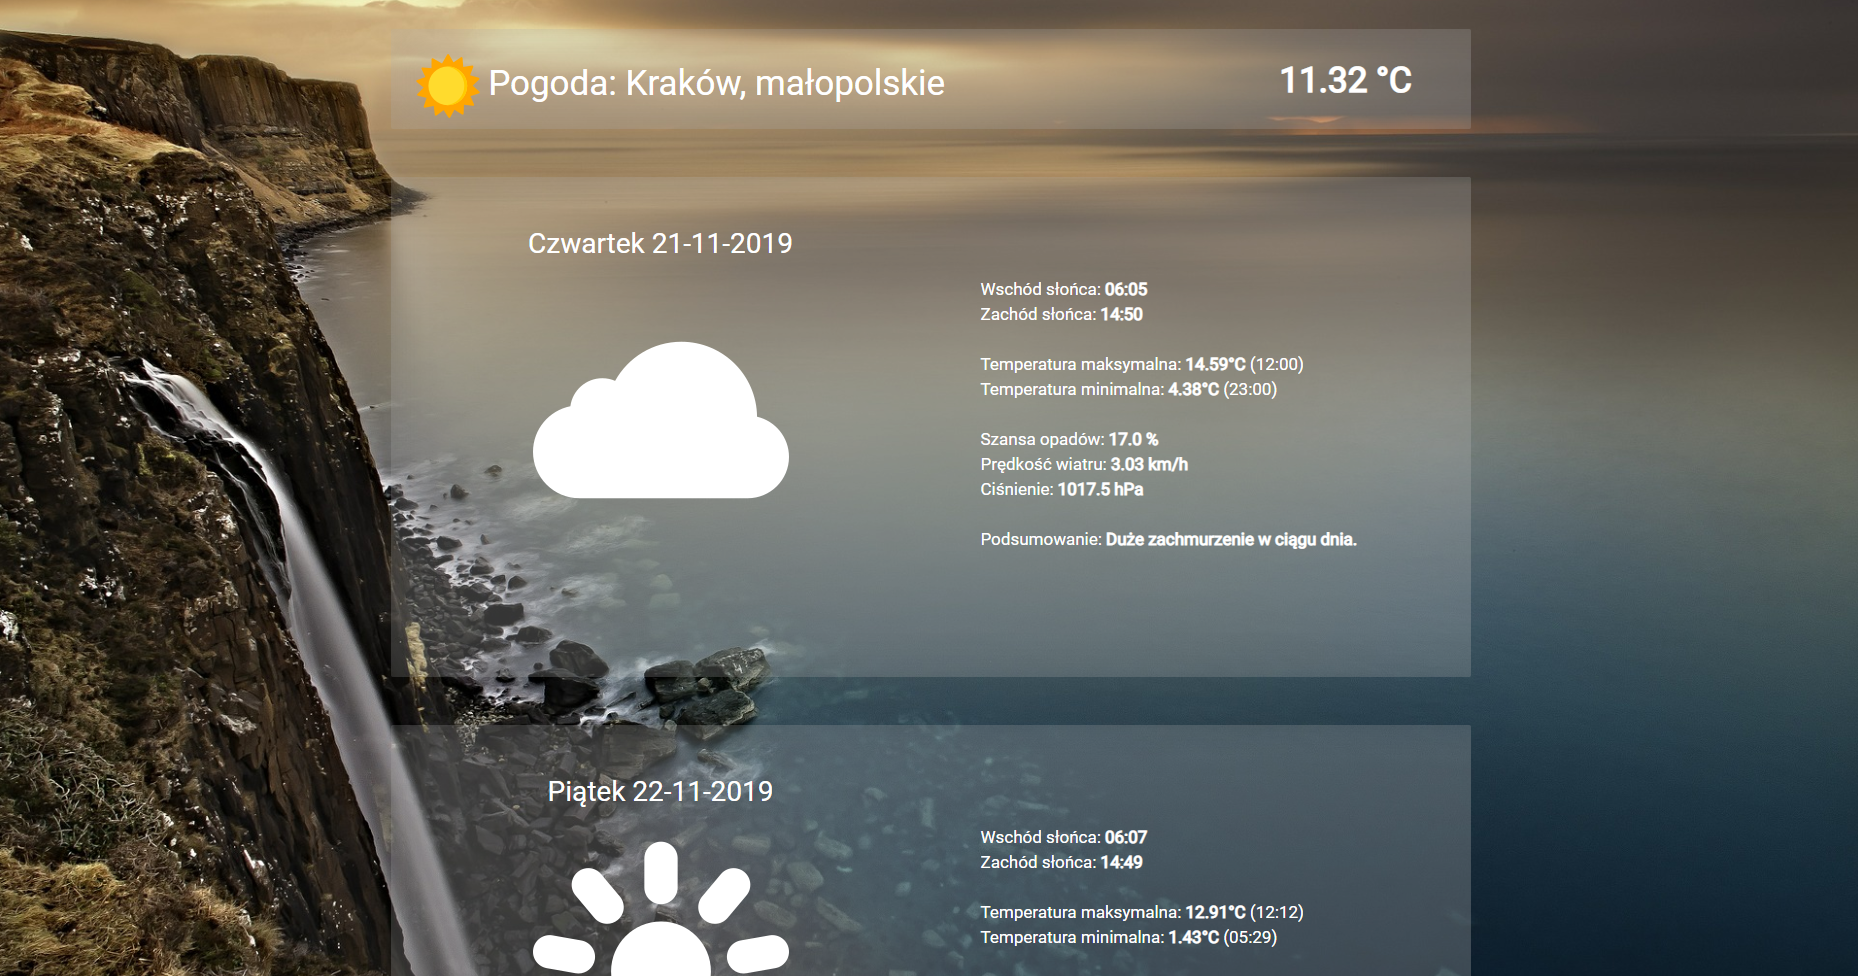 Pogoda: Kraków, małopolskie
11.32 °C
Czwartek 21-11-2019
Wschód słońca: 06:05
Zachód słońca: 14:50
Temperatura maksymalna: 14.59°C (12:00)
Temperatura minimalna: 4.38°C (23:00)
Szansa opadów: 17.0 %
Prędkość wiatru: 3.03 km/h
Ciśnienie: 1017.5 hPa
Podsumowanie: Duże zachmurzenie w ciągu dnia.
Piątek 22-11-2019
Wschód słońca: 06:07
Zachód słońca: 14:49
Temperatura maksymalna: 12.91°C (12:12)
Temperatura minimalna: 1.43°C (05:29)